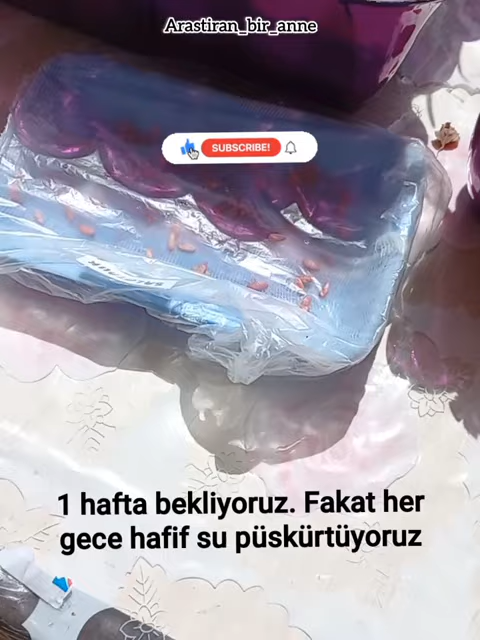 Arastiran_bir_anne
SUBSCRIBE!
1 hafta bekliyoruz. Fakat her
gece hafif su püskürtüyoruz